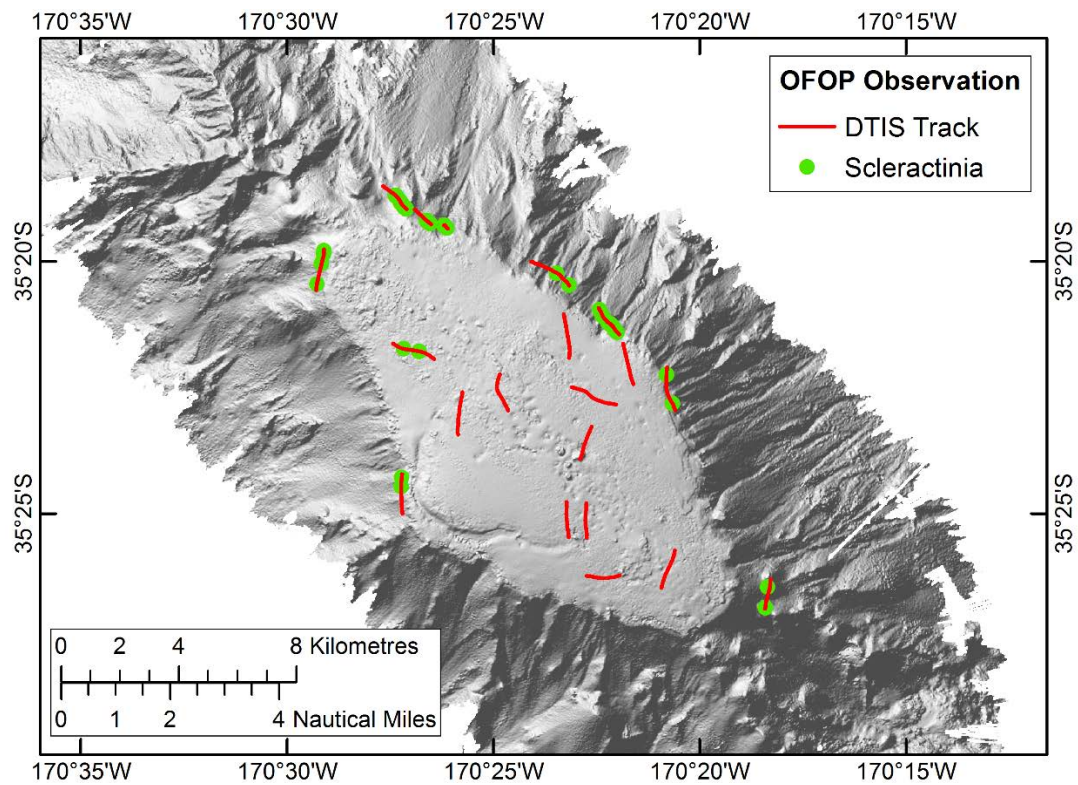 170°35'W 170°30'W 170°25'W 170°20'W 170°15'W
OFOP Observation
DTIS Track
Scleractinia
35°20'S 35°20'S
35°25'S 35°25'S
0 2 4 8 Kilometres
0 1 2 4 Nautical Miles
170°35'W 170°30'W 170°25'W 170°20'W 170°15'W